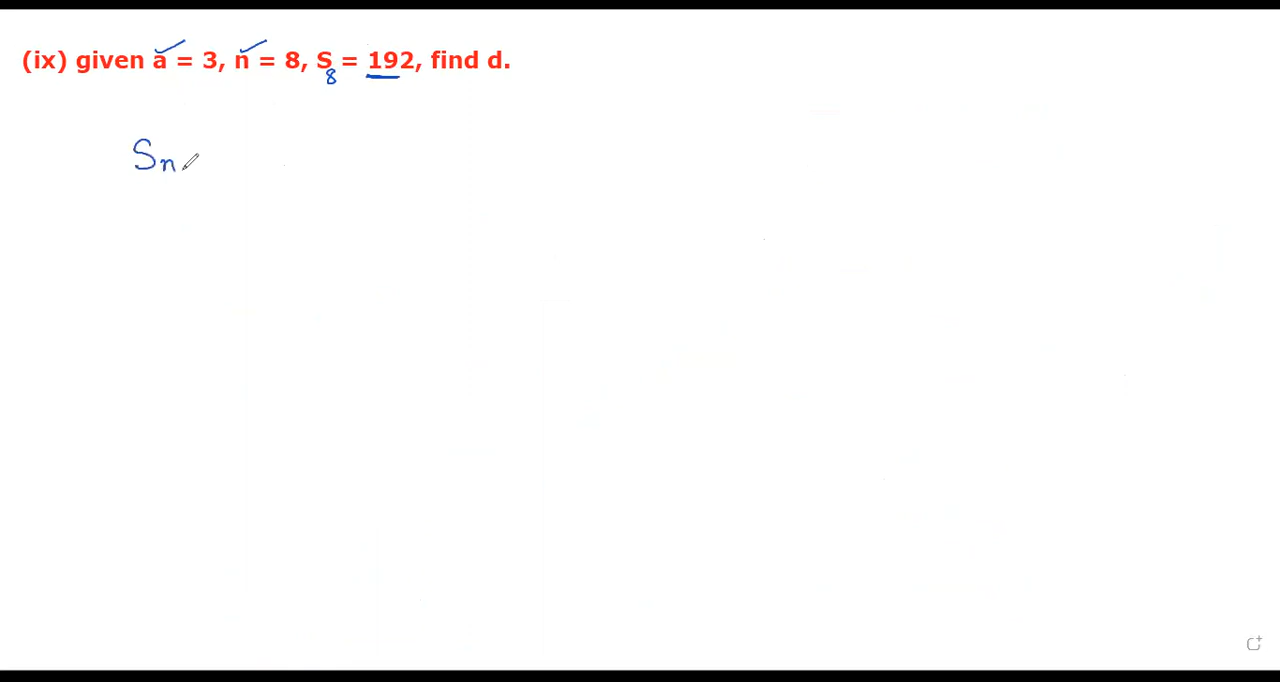 (ix) given a = 3, n = 8, S = 192, find d.
8
Sn